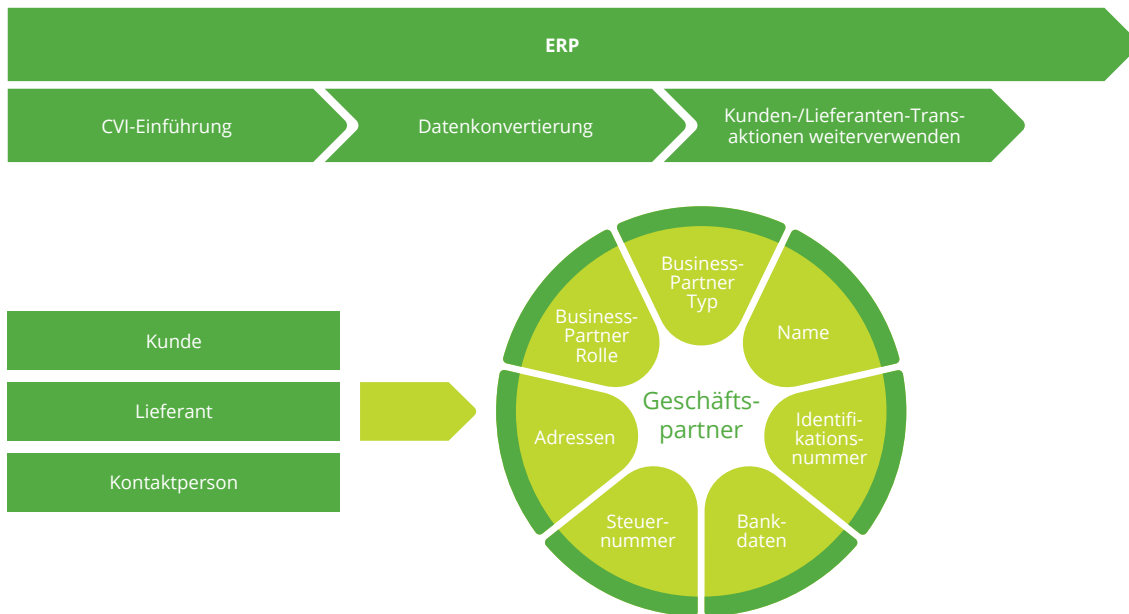 ERP
CVI-Einführung
Datenkonvertierung
Kunden-/Lieferanten-Trans-
aktionen weiterverwenden
Kunde
Lieferant
Kontaktperson
Business-
Partner
Typ
Name
Identifi-
kations-
nummer
Bank-
daten
Steuer-
nummer
Adressen
Business-
Partner
Rolle
Geschäfts-
partner